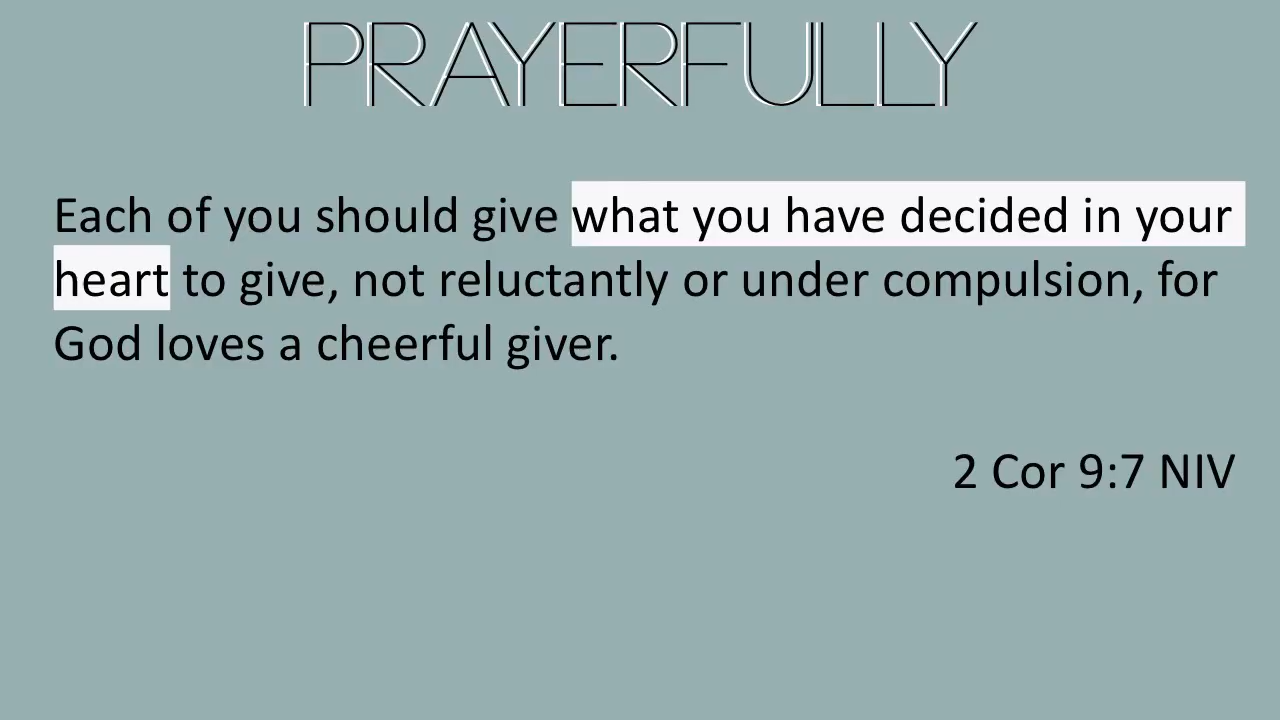 PRAYERFULLY
Each of you should give what you have decided in your
heart to give, not reluctantly or under compulsion, for
God loves a cheerful giver.
2 Cor 9:7 NIV